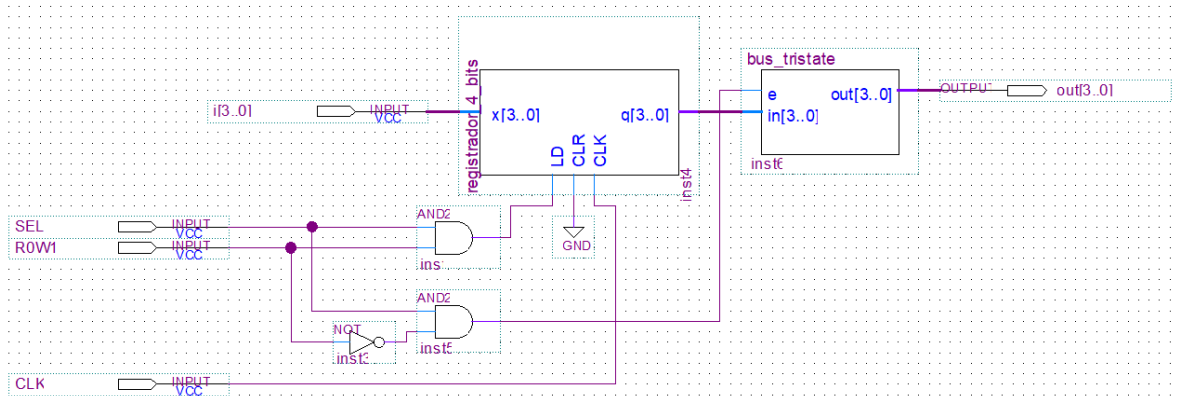 bus_tristate
registrador_4_bits
e out[3..0]
in[3..0]
OUTPU
out[3..0]
i[3..0]
INPUT
VCC
x[3..0] q[3..0]
LD
CLR
CLK
inst6
inst4
SEL
INPUT
VCC
AND2
R0W1
INPUT
VCC
GND
ins
AND2
NOT
inst3
inst5
CLK
INPUT
VCC